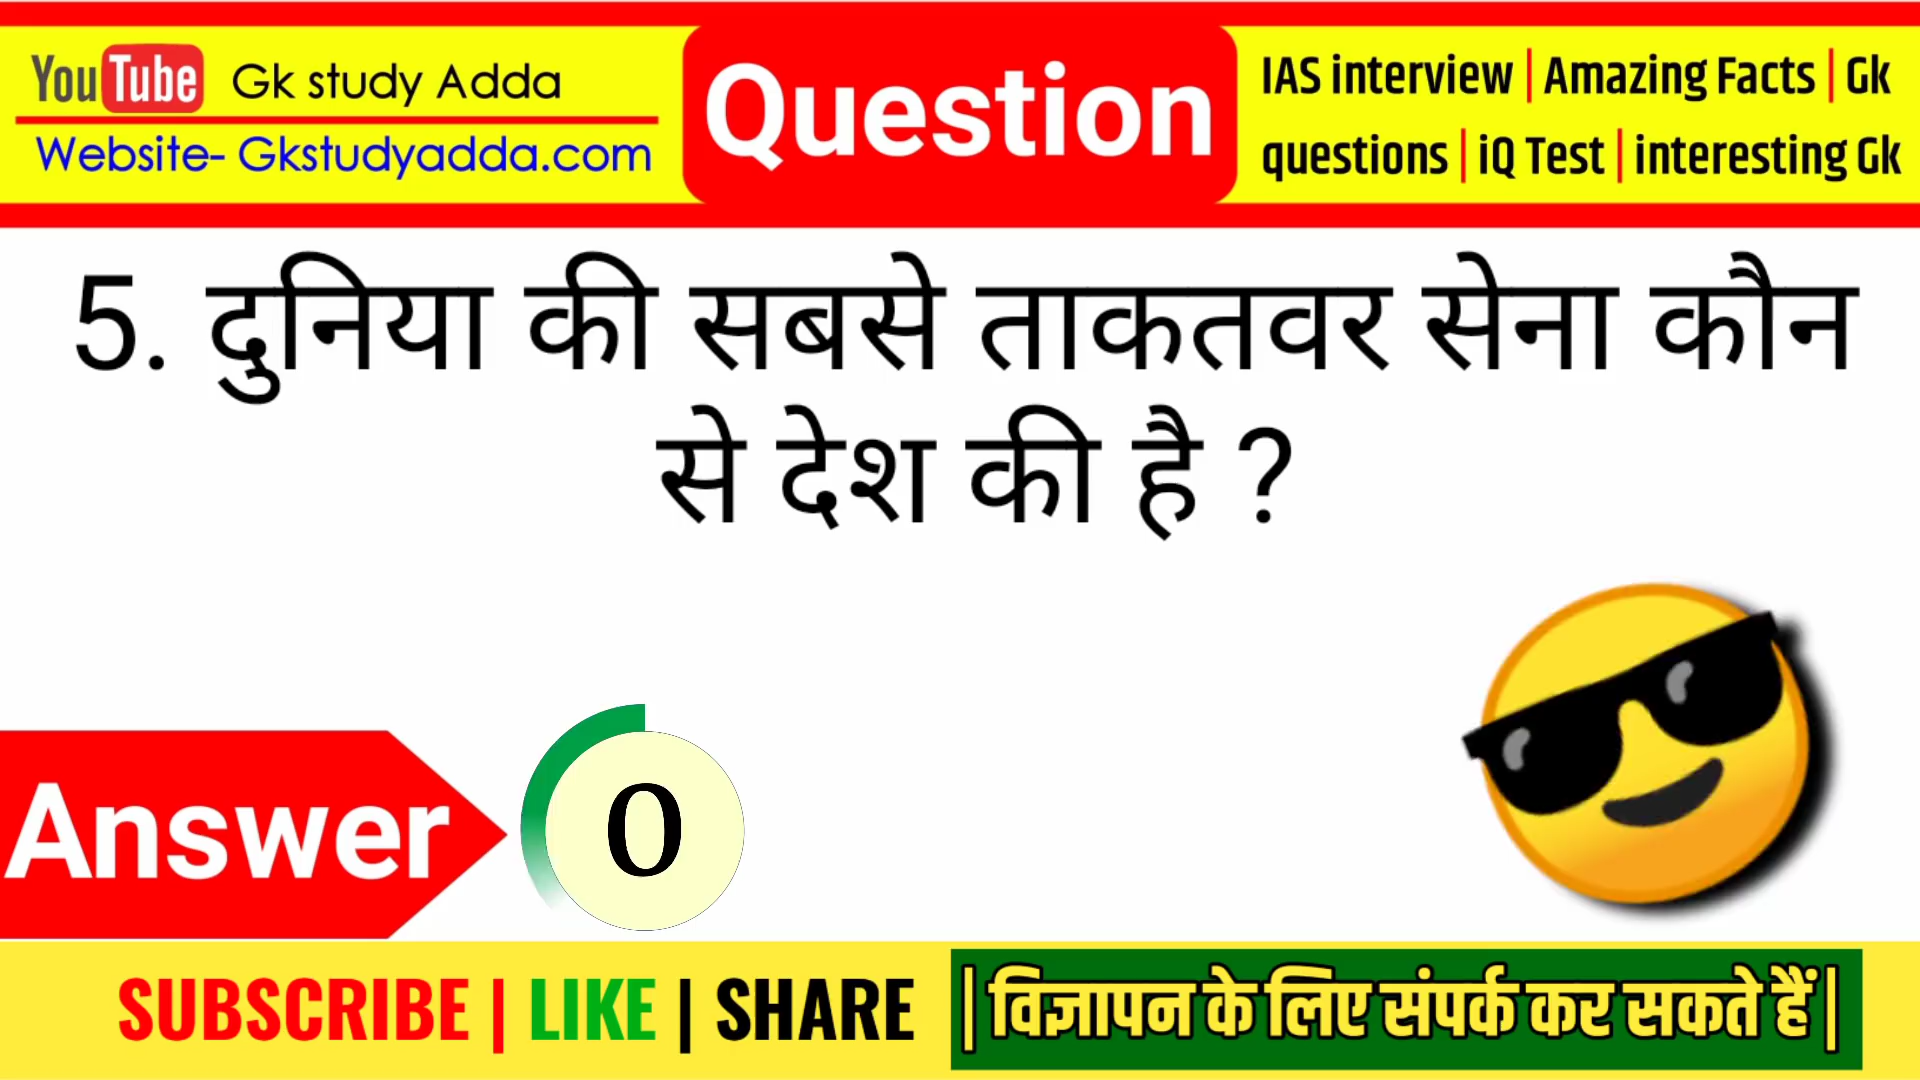 YouTube Gk study Adda
Website- Gkstudyadda.com
Question
IAS interview | Amazing Facts | Gk
questions | iQ Test | interesting Gk
5. दुनिया की सबसे ताकतवर सेना कौन
से देश की है ?
Answer
0
SUBSCRIBE | LIKE | SHARE
| विज्ञापन के लिए संपर्क कर सकते हैं |